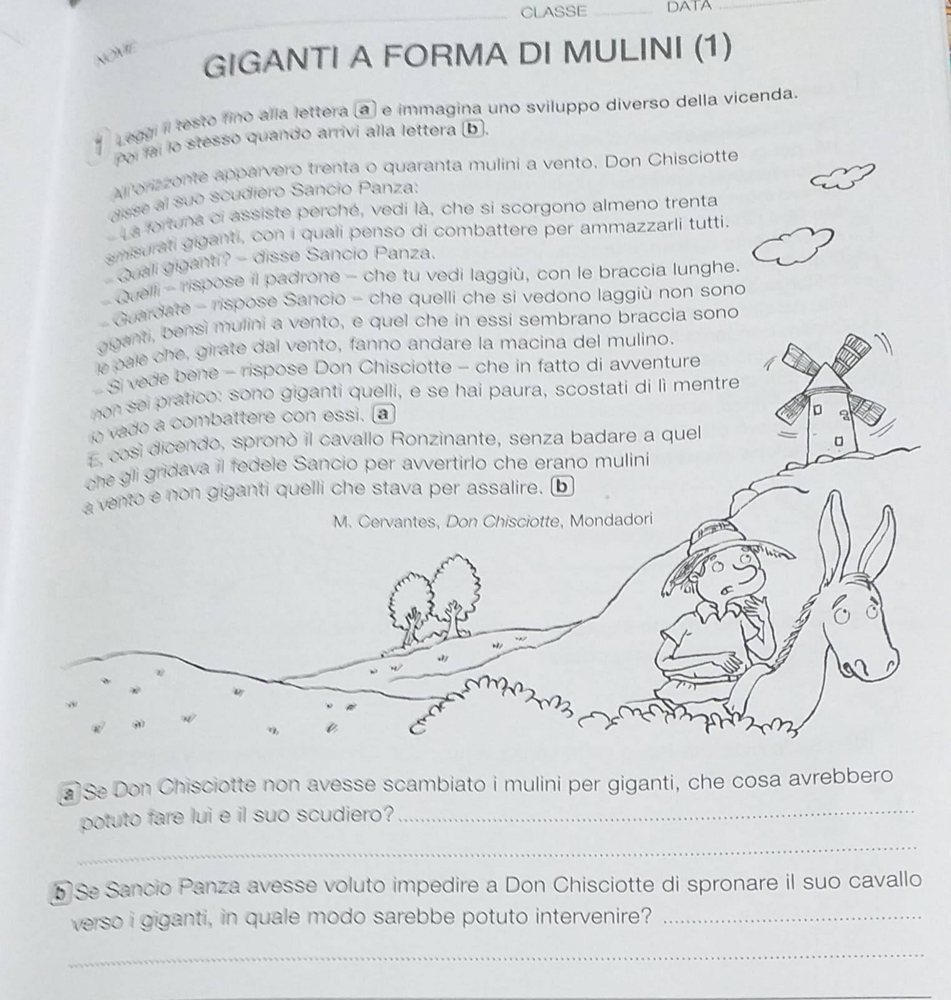 CLASSE DATA
NOME
GIGANTI A FORMA DI MULINI (1)
1 Leggi il testo fino alla lettera a e immagina uno sviluppo diverso della vicenda.
Poi fai lo stesso quando arrivi alla lettera b.
All'orizzonte apparvero trenta o quaranta mulini a vento. Don Chisciotte
disse al suo scudiero Sancio Panza:
– La fortuna ci assiste perché, vedi là, che si scorgono almeno trenta
smisurati giganti, con i quali penso di combattere per ammazzarli tutti.
– Quali giganti? – disse Sancio Panza.
– Quelli – rispose il padrone – che tu vedi laggiù, con le braccia lunghe.
– Guardate – rispose Sancio – che quelli che si vedono laggiù non sono
giganti, bensì mulini a vento, e quel che in essi sembrano braccia sono
le pale che, girate dal vento, fanno andare la macina del mulino.
– Si vede bene – rispose Don Chisciotte – che in fatto di avventure
non sei pratico: sono giganti quelli, e se hai paura, scostati di lì mentre
io vado a combattere con essi. a
E, così dicendo, spronò il cavallo Ronzinante, senza badare a quel
che gli gridava il fedele Sancio per avvertirlo che erano mulini
a vento e non giganti quelli che stava per assalire. b
M. Cervantes, Don Chisciotte, Mondadori
a Se Don Chisciotte non avesse scambiato i mulini per giganti, che cosa avrebbero
potuto fare lui e il suo scudiero?
b Se Sancio Panza avesse voluto impedire a Don Chisciotte di spronare il suo cavallo
verso i giganti, in quale modo sarebbe potuto intervenire?